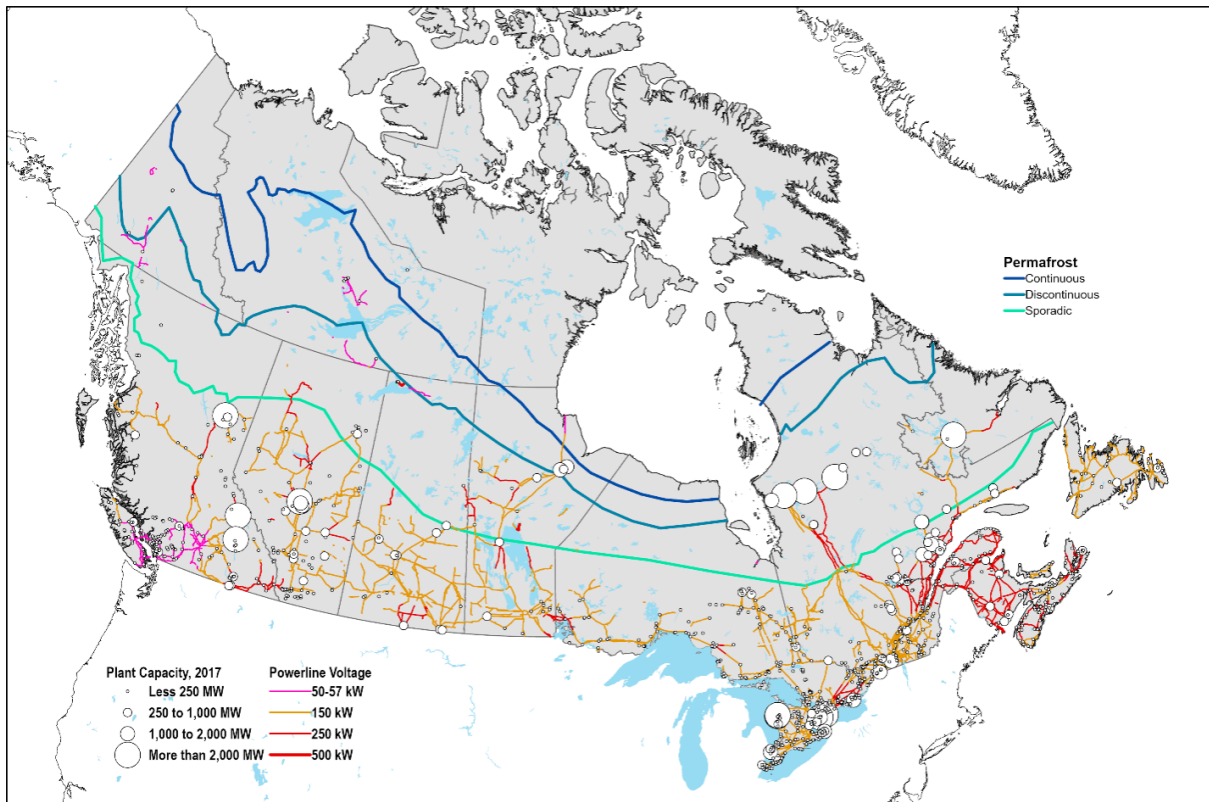 Permafrost
Continuous
Discontinuous
Sporadic
Plant Capacity, 2017
Less 250 MW
250 to 1,000 MW
1,000 to 2,000 MW
More than 2,000 MW
Powerline Voltage
50-57 kW
150 kW
250 kW
500 kW